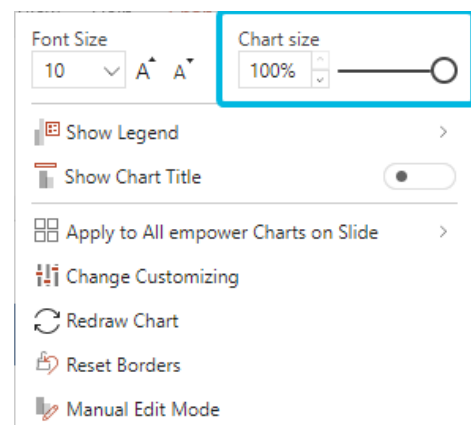 Font Size
Chart size
10
A A
100%
Show Legend
Show Chart Title
Apply to All empower Charts on Slide
Change Customizing
Redraw Chart
Reset Borders
Manual Edit Mode